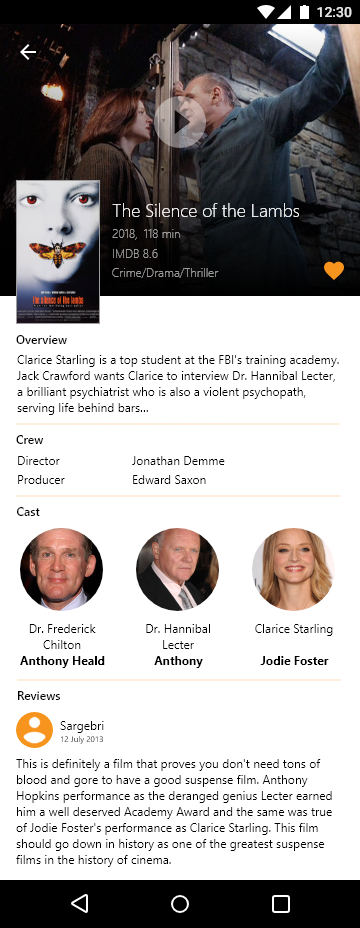 12:30
The Silence of the Lambs
2018, 118 min
IMDB 8.6
Crime/Drama/Thriller
the silence of the lambs
Overview
Clarice Starling is a top student at the FBI's training academy.
Jack Crawford wants Clarice to interview Dr. Hannibal Lecter,
a brilliant psychiatrist who is also a violent psychopath,
serving life behind bars...
Crew
Director Jonathan Demme
Producer Edward Saxon
Cast
Dr. Frederick Dr. Hannibal Clarice Starling
Chilton Lecter
Anthony Heald Anthony Jodie Foster
Reviews
Sargebri
12 July 2013
This is definitely a film that proves you don't need tons of
blood and gore to have a good suspense film. Anthony
Hopkins performance as the deranged genius Lecter earned
him a well deserved Academy Award and the same was true
of Jodie Foster's performance as Clarice Starling. This film
should go down in history as one of the greatest suspense
films in the history of cinema.